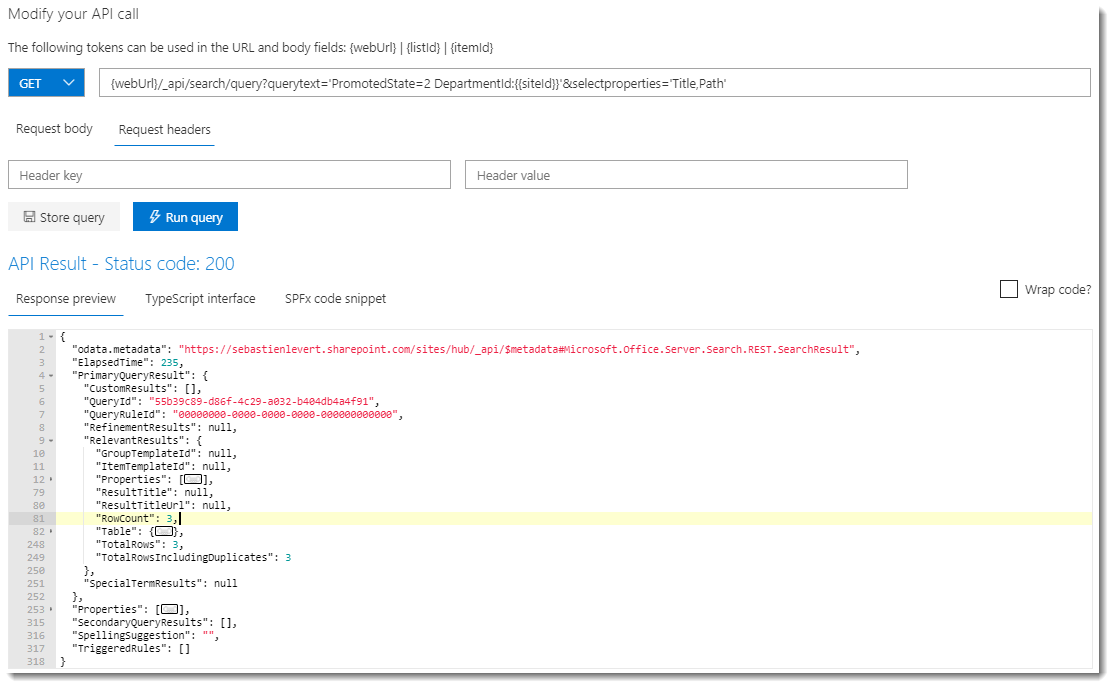 Modify your API call
The following tokens can be used in the URL and body fields: {webUrl} | {listId} | {itemId}
GET {webUrl}/_api/search/query?querytext='PromotedState=2 DepartmentId:{{siteId}}'&selectproperties='Title,Path'
Request body Request headers
Header key Header value
Store query Run query
API Result - Status code: 200
Response preview TypeScript interface SPFx code snippet Wrap code?
1 {
2 "odata.metadata": "https://sebastienlevert.sharepoint.com/sites/hub/_api/$metadata#Microsoft.Office.Server.Search.REST.SearchResult",
3 "ElapsedTime": 235,
4 "PrimaryQueryResult": {
5 "CustomResults": [],
6 "QueryId": "55b39c89-d86f-4c29-a032-b404db4a4f91",
7 "QueryRuleId": "00000000-0000-0000-0000-000000000000",
8 "RefinementResults": null,
9 "RelevantResults": {
10 "GroupTemplateId": null,
11 "ItemTemplateId": null,
12 "Properties": [],
79 "ResultTitle": null,
80 "ResultTitleUrl": null,
81 "RowCount": 3,
82 "Table": {},
248 "TotalRows": 3,
249 "TotalRowsIncludingDuplicates": 3
250 },
251 "SpecialTermResults": null
252 },
253 "Properties": [],
315 "SecondaryQueryResults": [],
316 "SpellingSuggestion": "",
317 "TriggeredRules": []
318 }